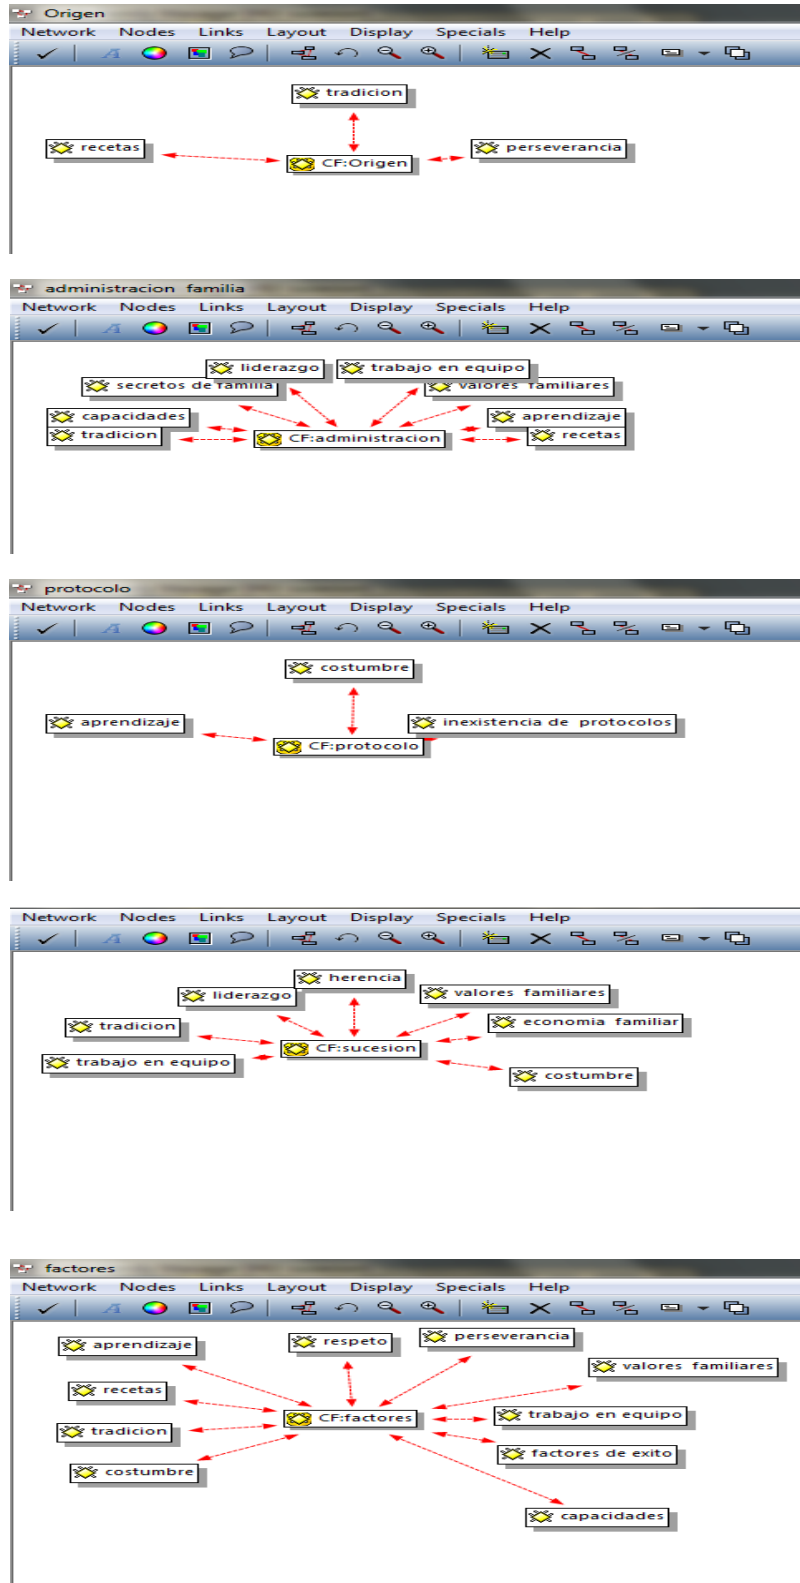 Origen
Network Nodes Links Layout Display Specials Help
tradicion
recetas
perseverancia
CF:Origen
administracion familia
Network Nodes Links Layout Display Specials Help
liderazgo trabajo en equipo
secretos de familia valores familiares
capacidades aprendizaje
tradicion CF:administracion recetas
protocolo
Network Nodes Links Layout Display Specials Help
costumbre
aprendizaje inexistencia de protocolos
CF:protocolo
Network Nodes Links Layout Display Specials Help
herencia
liderazgo valores familiares
tradicion economia familiar
CF:sucesion
trabajo en equipo
costumbre
factores
Network Nodes Links Layout Display Specials Help
aprendizaje respeto perseverancia
valores familiares
recetas
CF:factores trabajo en equipo
tradicion
factores de exito
costumbre
capacidades